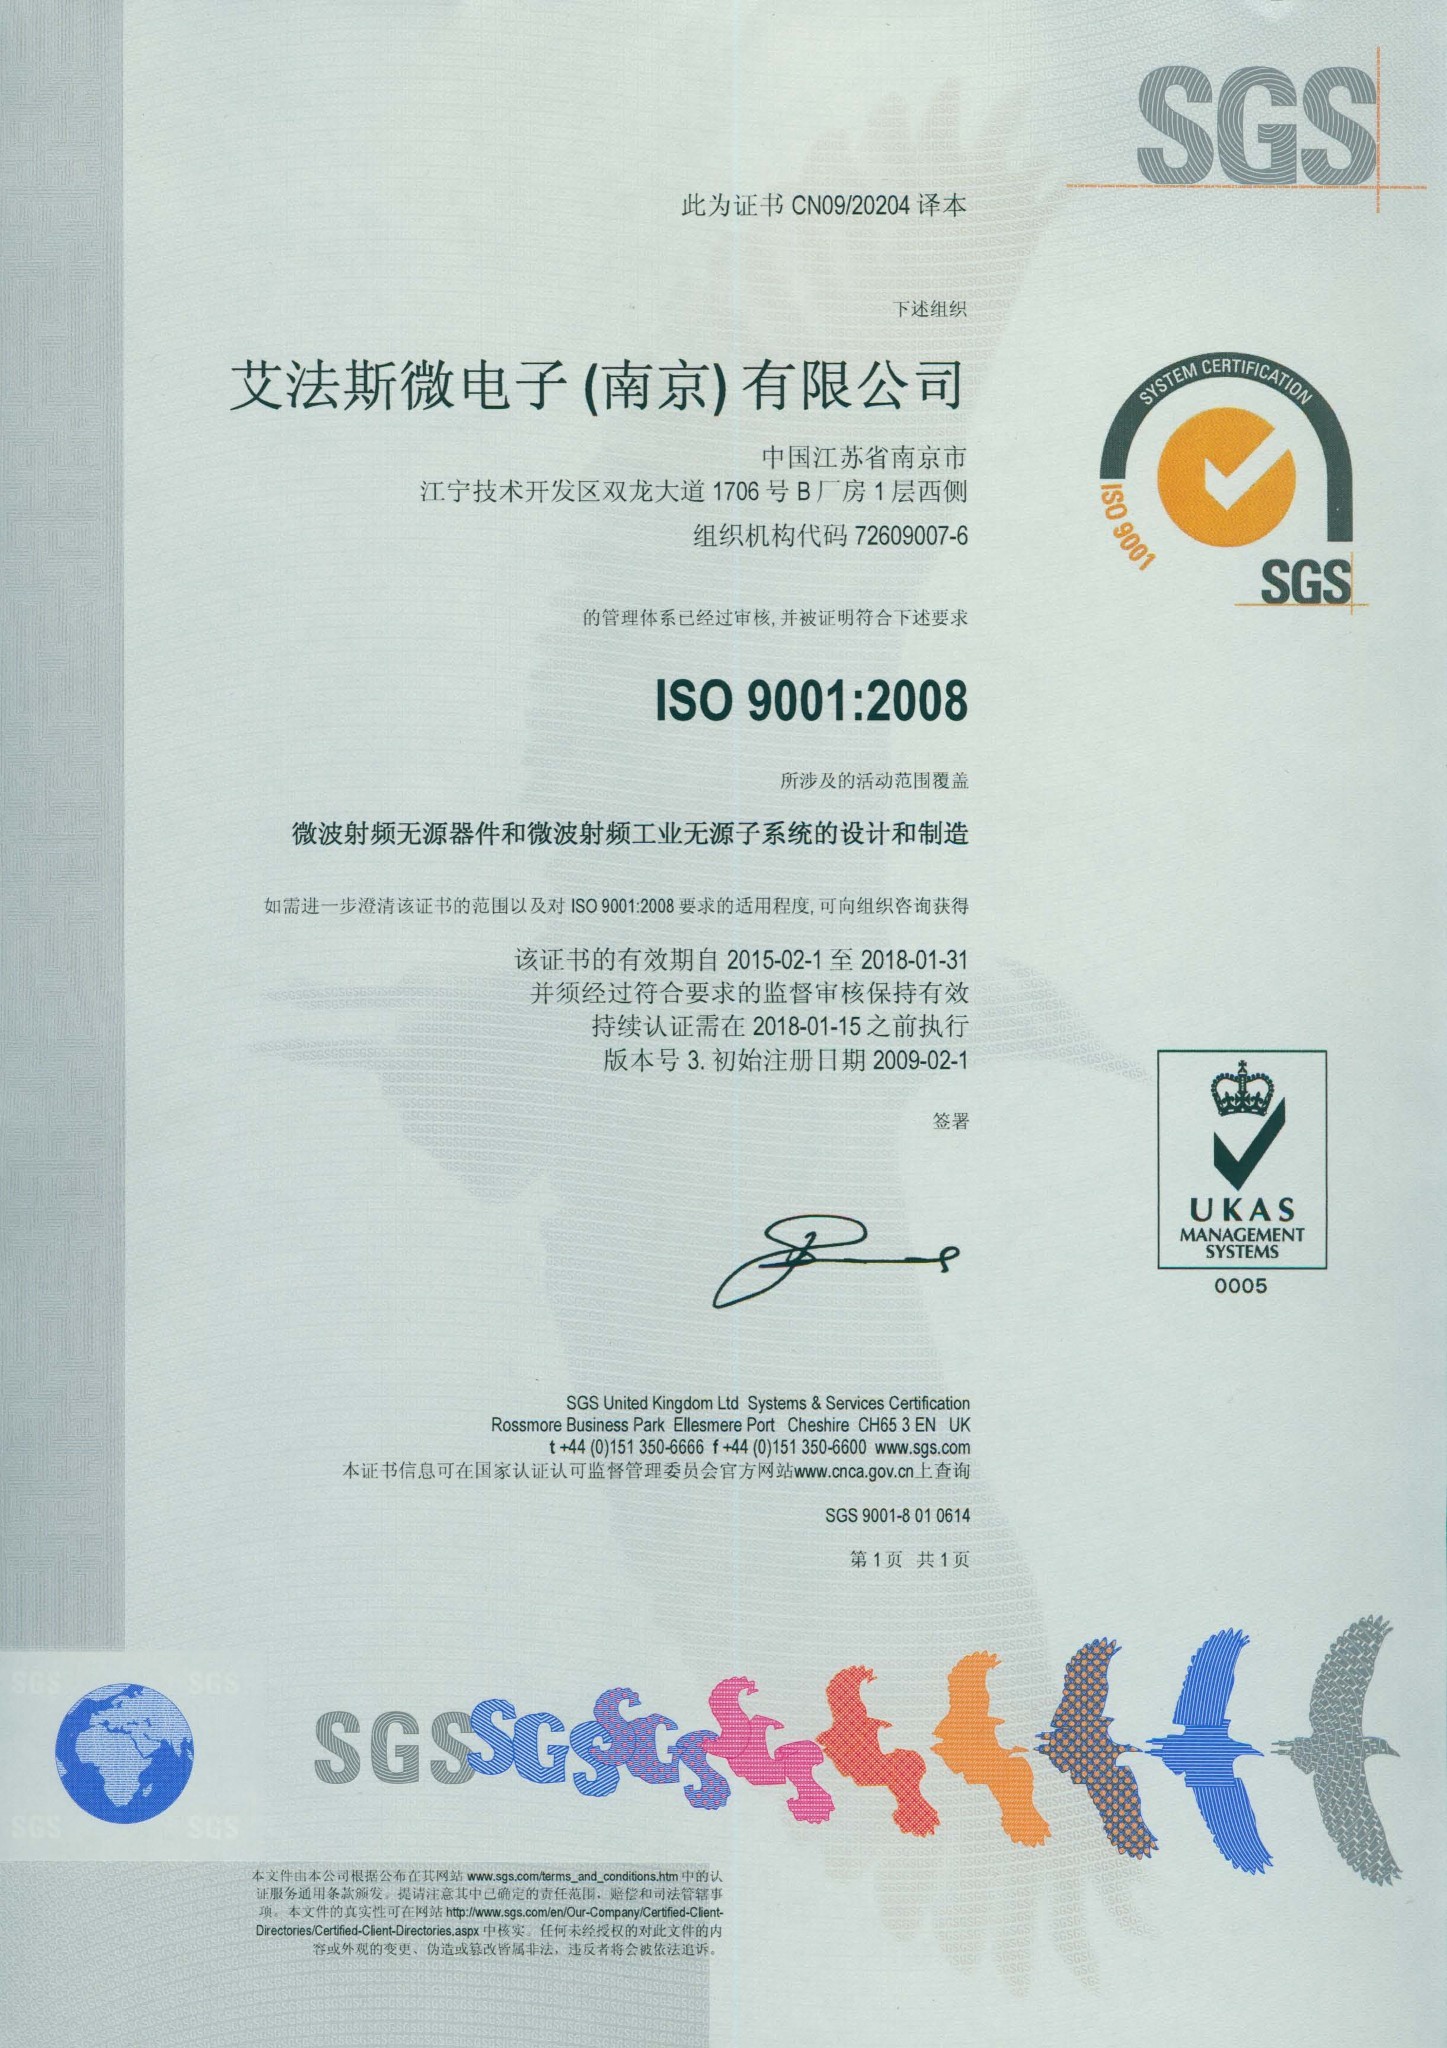 SGS
此为证书 CN09/20204 译本
下述组织
艾法斯微电子 (南京) 有限公司
中国江苏省南京市
江宁技术开发区双龙大道 1706 号 B 厂房 1 层西侧
组织机构代码 72609007-6
SYSTEM CERTIFICATION
ISO 9001
SGS
的管理体系已经过审核, 并被证明符合下述要求
ISO 9001:2008
所涉及的活动范围覆盖
微波射频无源器件和微波射频工业无源子系统的设计和制造
如需进一步澄清该证书的范围以及对 ISO 9001:2008 要求的适用程度, 可向组织咨询获得
该证书的有效期自 2015-02-1 至 2018-01-31
并须经过符合要求的监督审核保持有效
持续认证需在 2018-01-15 之前执行
版本号 3. 初始注册日期 2009-02-1
签署
UKAS
MANAGEMENT
SYSTEMS
0005
SGS United Kingdom Ltd Systems & Services Certification
Rossmore Business Park Ellesmere Port Cheshire CH65 3 EN UK
t +44 (0)151 350-6666 f +44 (0)151 350-6600 www.sgs.com
本证书信息可在国家认证认可监督管理委员会官方网站www.cnca.gov.cn上查询
SGS 9001-8 01 0614
第 1 页 共 1 页
SGS SGS
SGS SGS SGS
SGS SGS
本文件由本公司根据公布在其网站 www.sgs.com/terms_and_conditions.htm 中的认
证服务通用条款颁发。提请注意其中已确定的责任范围、赔偿和司法管辖事
项。本文件的真实性可在网站 http://www.sgs.com/en/Our-Company/Certified-Client-
Directories/Certified-Client-Directories.aspx 中核实。任何未经授权的对此文件的内
容或外观的变更、伪造或篡改皆属非法，违反者将会被依法追诉。